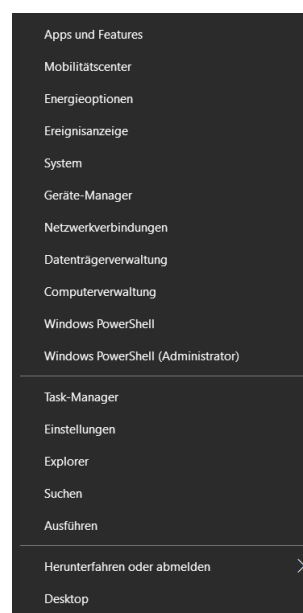 Apps und Features
Mobilitätscenter
Energieoptionen
Ereignisanzeige
System
Geräte-Manager
Netzwerkverbindungen
Datenträgerverwaltung
Computerverwaltung
Windows PowerShell
Windows PowerShell (Administrator)
Task-Manager
Einstellungen
Explorer
Suchen
Ausführen
Herunterfahren oder abmelden
Desktop